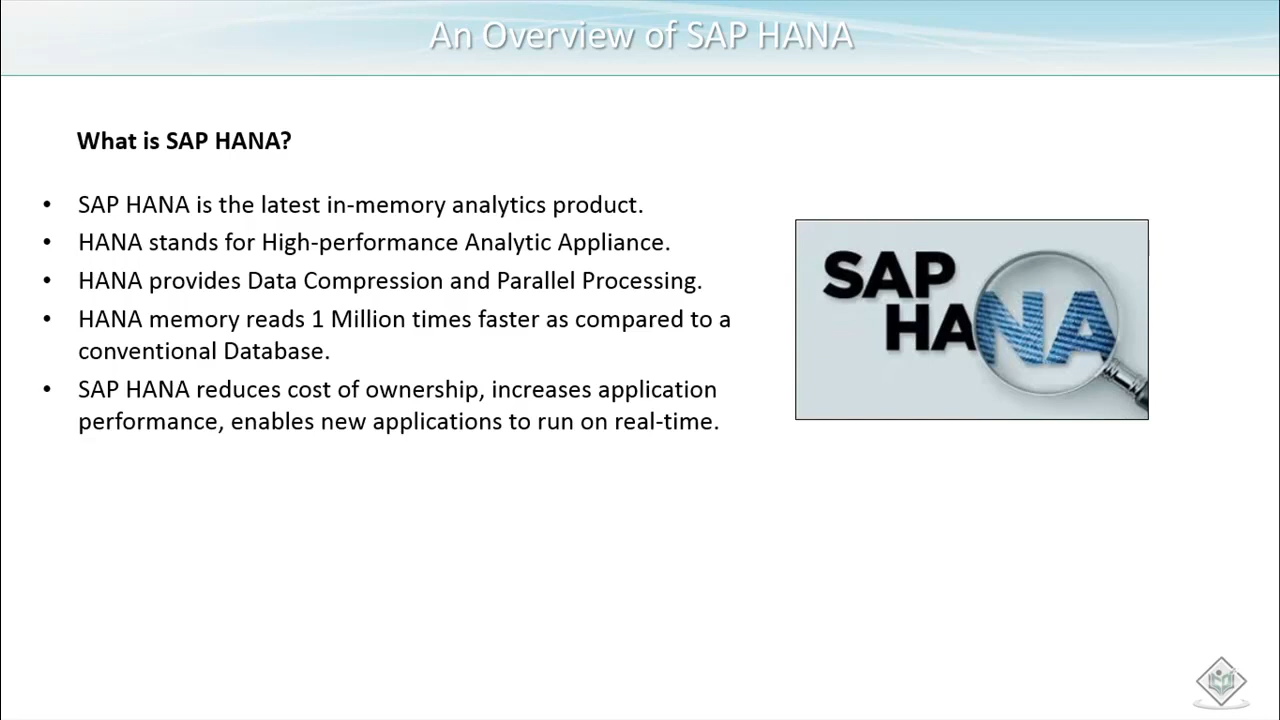 An Overview of SAP HANA
What is SAP HANA?
• SAP HANA is the latest in-memory analytics product.
• HANA stands for High-performance Analytic Appliance.
• HANA provides Data Compression and Parallel Processing.
• HANA memory reads 1 Million times faster as compared to a
conventional Database.
• SAP HANA reduces cost of ownership, increases application
performance, enables new applications to run on real-time.
SAP
HANA